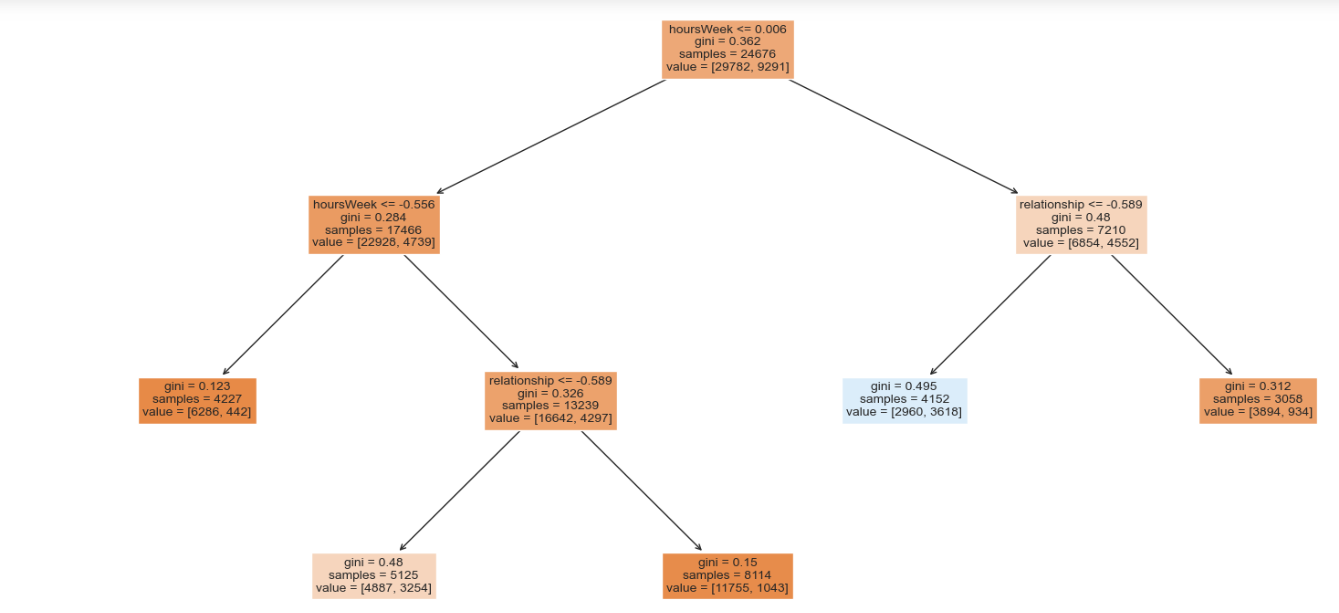 hoursWeek <= 0.006
gini = 0.362
samples = 24676
value = [29782, 9291]
hoursWeek <= -0.556
gini = 0.284
samples = 17466
value = [22928, 4739]
relationship <= -0.589
gini = 0.48
samples = 7210
value = [6854, 4552]
gini = 0.123
samples = 4227
value = [6286, 442]
relationship <= -0.589
gini = 0.326
samples = 13239
value = [16642, 4297]
gini = 0.495
samples = 4152
value = [2960, 3618]
gini = 0.312
samples = 3058
value = [3894, 934]
gini = 0.48
samples = 5125
value = [4887, 3254]
gini = 0.15
samples = 8114
value = [11755, 1043]